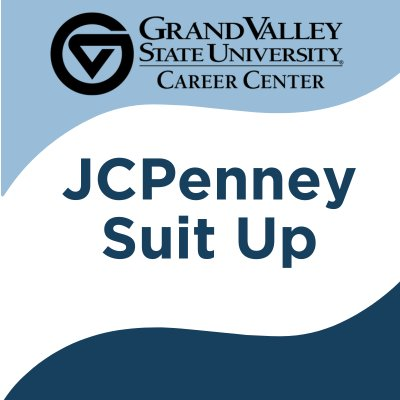 GRAND VALLEY
STATE UNIVERSITY®
CAREER CENTER
JCPenney
Suit Up